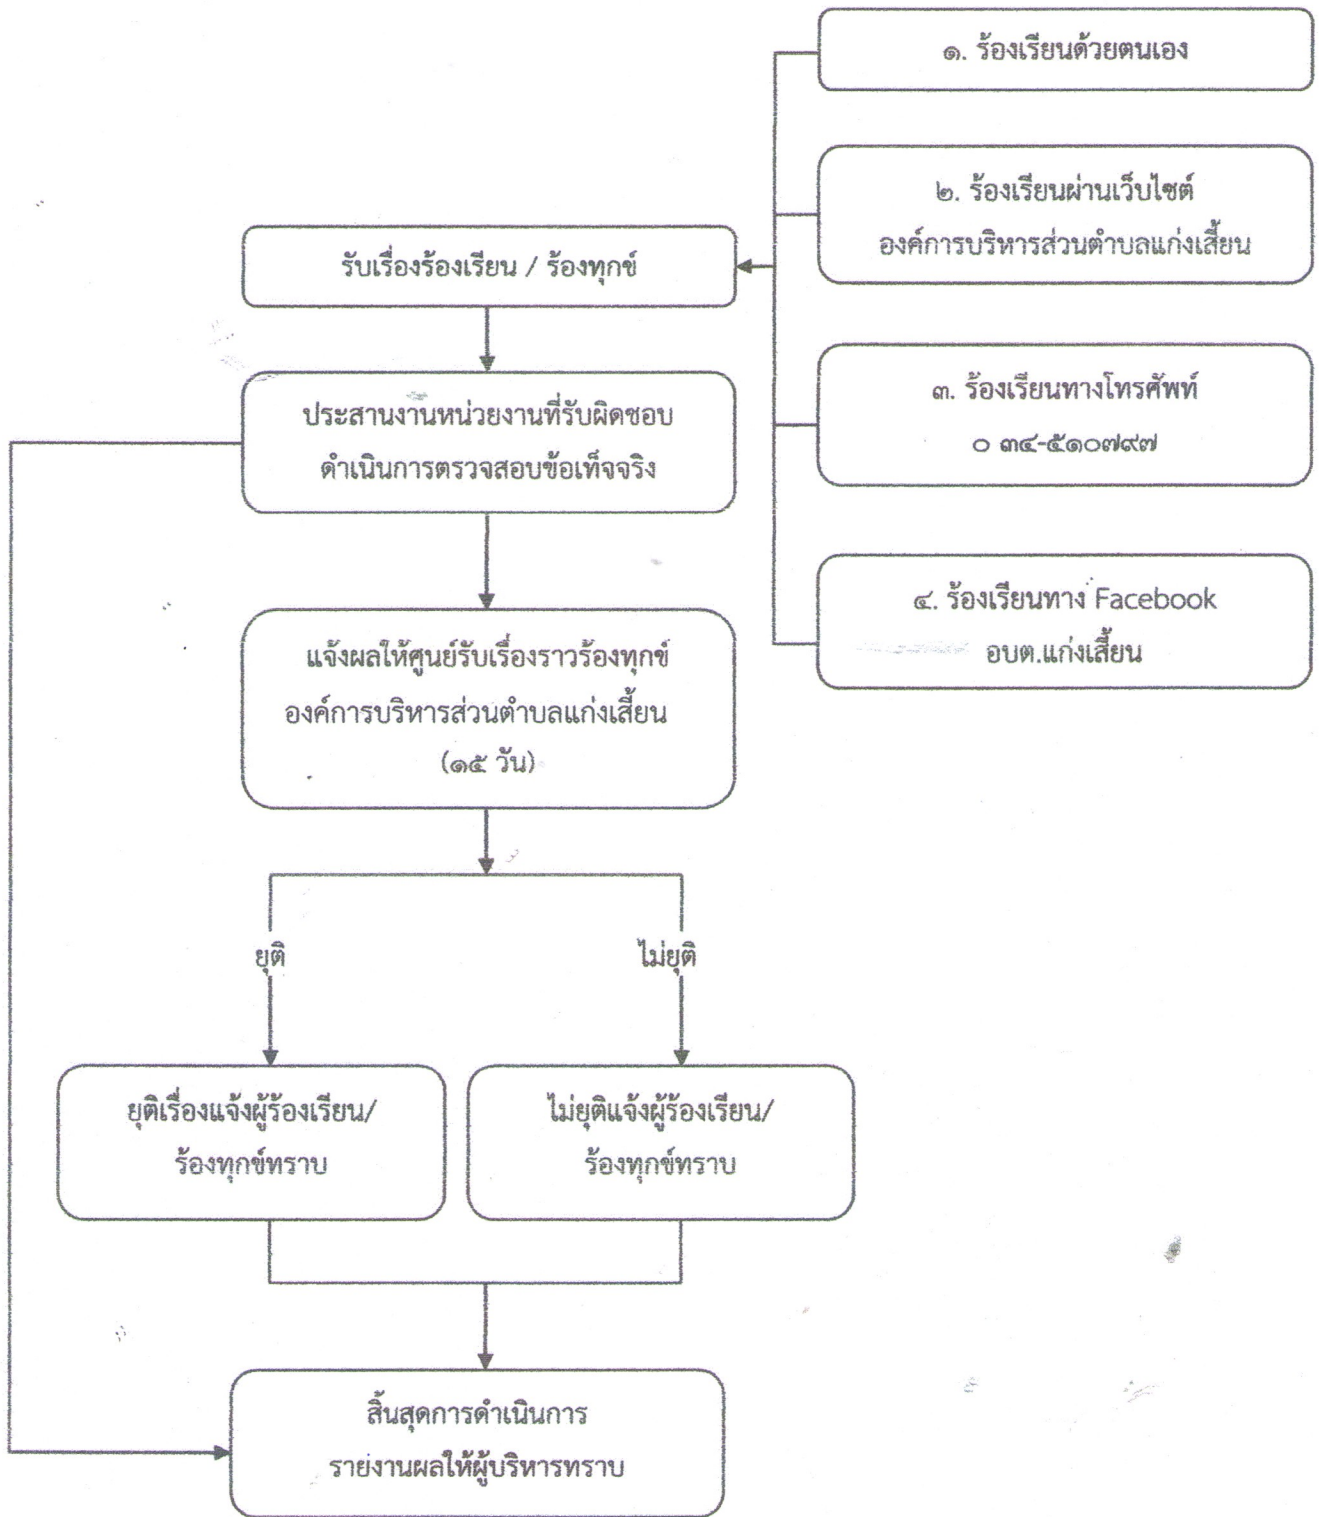 ๑. ร้องเรียนด้วยตนเอง
๒. ร้องเรียนผ่านเว็บไซต์
องค์การบริหารส่วนตำบลแก่งเสี้ยน
๓. ร้องเรียนทางโทรศัพท์
๐ ๓๔-๕๑๐๗๙๗
๔. ร้องเรียนทาง Facebook
อบต.แก่งเสี้ยน
รับเรื่องร้องเรียน / ร้องทุกข์
ประสานงานหน่วยงานที่รับผิดชอบ
ดำเนินการตรวจสอบข้อเท็จจริง
แจ้งผลให้ศูนย์รับเรื่องราวร้องทุกข์
องค์การบริหารส่วนตำบลแก่งเสี้ยน
(๑๕ วัน)
ยุติ
ไม่ยุติ
ยุติเรื่องแจ้งผู้ร้องเรียน/
ร้องทุกข์ทราบ
ไม่ยุติแจ้งผู้ร้องเรียน/
ร้องทุกข์ทราบ
สิ้นสุดการดำเนินการ
รายงานผลให้ผู้บริหารทราบ